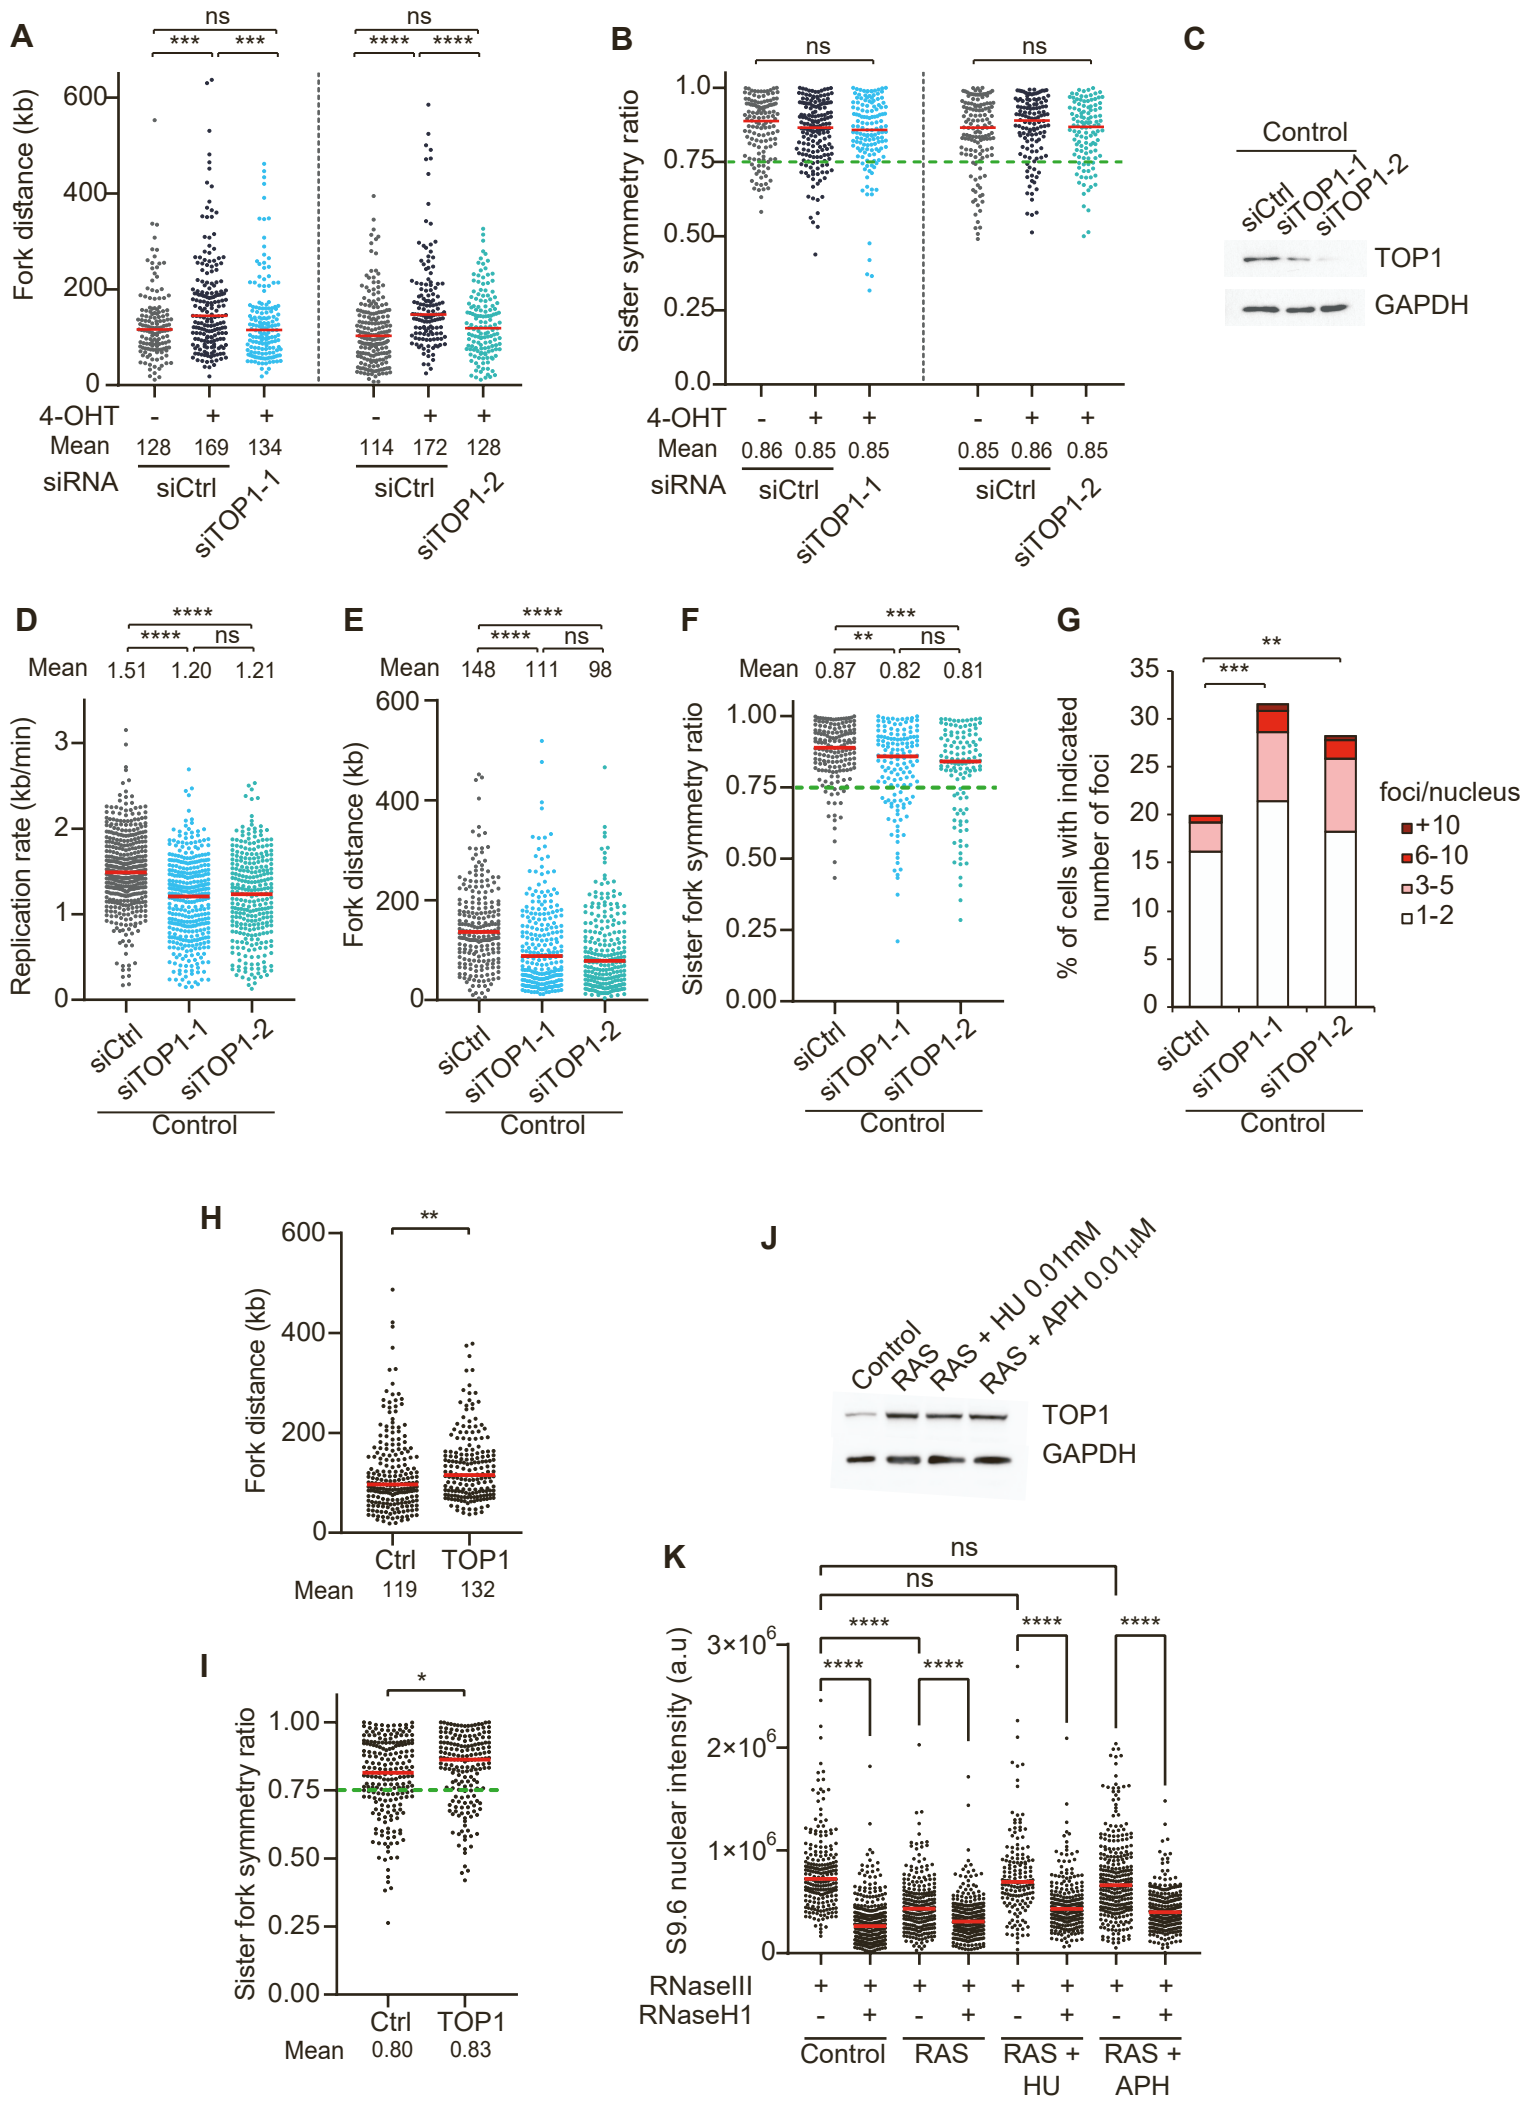 A
ns
ns
*** ***
**** ****
Fork distance (kb)
600
400
200
0
4-OHT - + + - + +
Mean 128 169 134 114 172 128
siRNA siCtrl siTOP1-1 siCtrl siTOP1-2
B
ns ns
Sister symmetry ratio
1.0
0.75
0.50
0.25
0.0
4-OHT - + + - + +
Mean 0.86 0.85 0.85 0.85 0.86 0.85
siRNA siCtrl siTOP1-1 siCtrl siTOP1-2
C
Control
siCtrl siTOP1-1 siTOP1-2
TOP1
GAPDH
D
****
**** ns
Mean 1.51 1.20 1.21
Replication rate (kb/min)
3
2
1
0
siCtrl siTOP1-1 siTOP1-2
Control
E
****
**** ns
Mean 148 111 98
Fork distance (kb)
600
400
200
0
siCtrl siTOP1-1 siTOP1-2
Control
F
***
** ns
Mean 0.87 0.82 0.81
Sister fork symmetry ratio
1.00
0.75
0.50
0.25
0.00
siCtrl siTOP1-1 siTOP1-2
Control
G
**
***
% of cells with indicated
number of foci
35
30
25
20
15
10
5
0
siCtrl siTOP1-1 siTOP1-2
Control
foci/nucleus
+10
6-10
3-5
1-2
H
**
Fork distance (kb)
600
400
200
0
Ctrl TOP1
Mean 119 132
I
*
Sister fork symmetry ratio
1.00
0.75
0.50
0.25
0.00
Ctrl TOP1
Mean 0.80 0.83
J
Control RAS RAS + HU 0.01mM RAS + APH 0.01µM
TOP1
GAPDH
K
ns
ns
**** **** ****
**** ****
S9.6 nuclear intensity (a.u)
3×10⁶
2×10⁶
1×10⁶
0
RNaseIII + + + + + + + +
RNaseH1 - + - + - + - +
Control RAS RAS + RAS +
HU APH